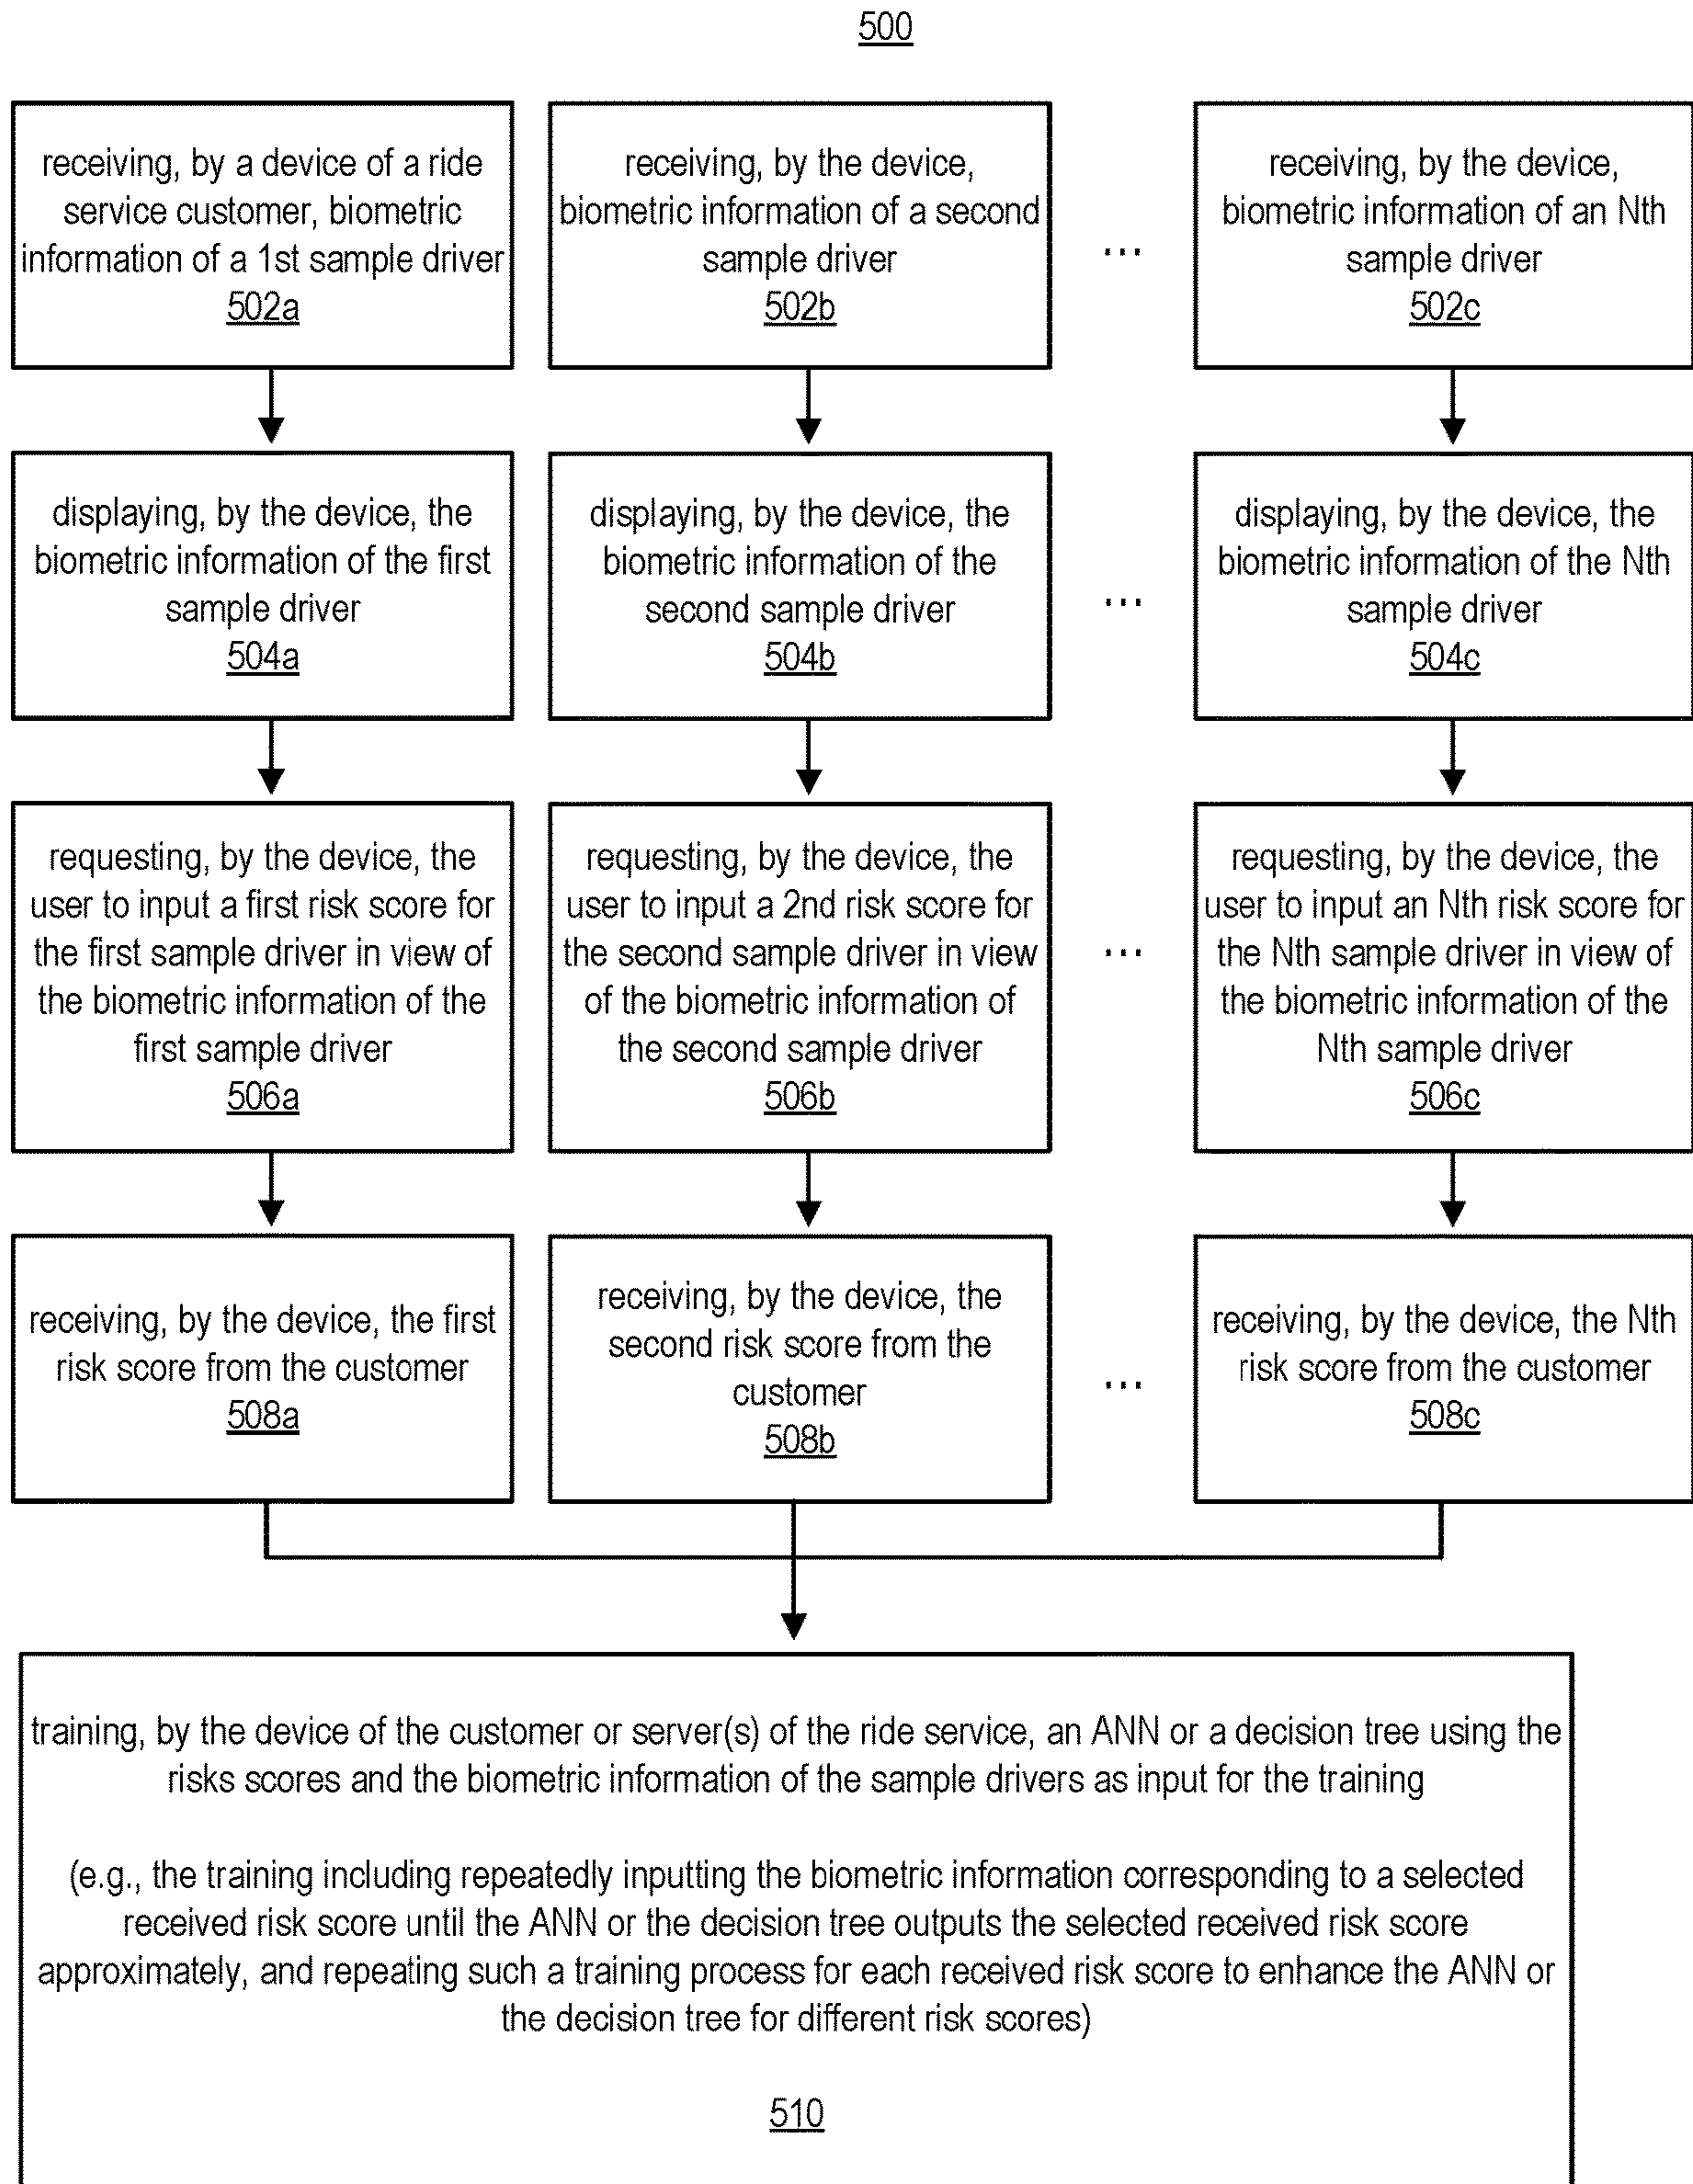 500
receiving, by a device of a ride
service customer, biometric
information of a 1st sample driver
502a
receiving, by the device,
biometric information of a second
sample driver
502b
...
receiving, by the device,
biometric information of an Nth
sample driver
502c
displaying, by the device, the
biometric information of the first
sample driver
504a
displaying, by the device, the
biometric information of the
second sample driver
504b
...
displaying, by the device, the
biometric information of the Nth
sample driver
504c
requesting, by the device, the
user to input a first risk score for
the first sample driver in view of
the biometric information of the
first sample driver
506a
requesting, by the device, the
user to input a 2nd risk score for
the second sample driver in view
of the biometric information of
the second sample driver
506b
...
requesting, by the device, the
user to input an Nth risk score for
the Nth sample driver in view of
the biometric information of the
Nth sample driver
506c
receiving, by the device, the first
risk score from the customer
508a
receiving, by the device, the
second risk score from the
customer
508b
...
receiving, by the device, the Nth
risk score from the customer
508c
training, by the device of the customer or server(s) of the ride service, an ANN or a decision tree using the
risks scores and the biometric information of the sample drivers as input for the training
(e.g., the training including repeatedly inputting the biometric information corresponding to a selected
received risk score until the ANN or the decision tree outputs the selected received risk score
approximately, and repeating such a training process for each received risk score to enhance the ANN or
the decision tree for different risk scores)
510